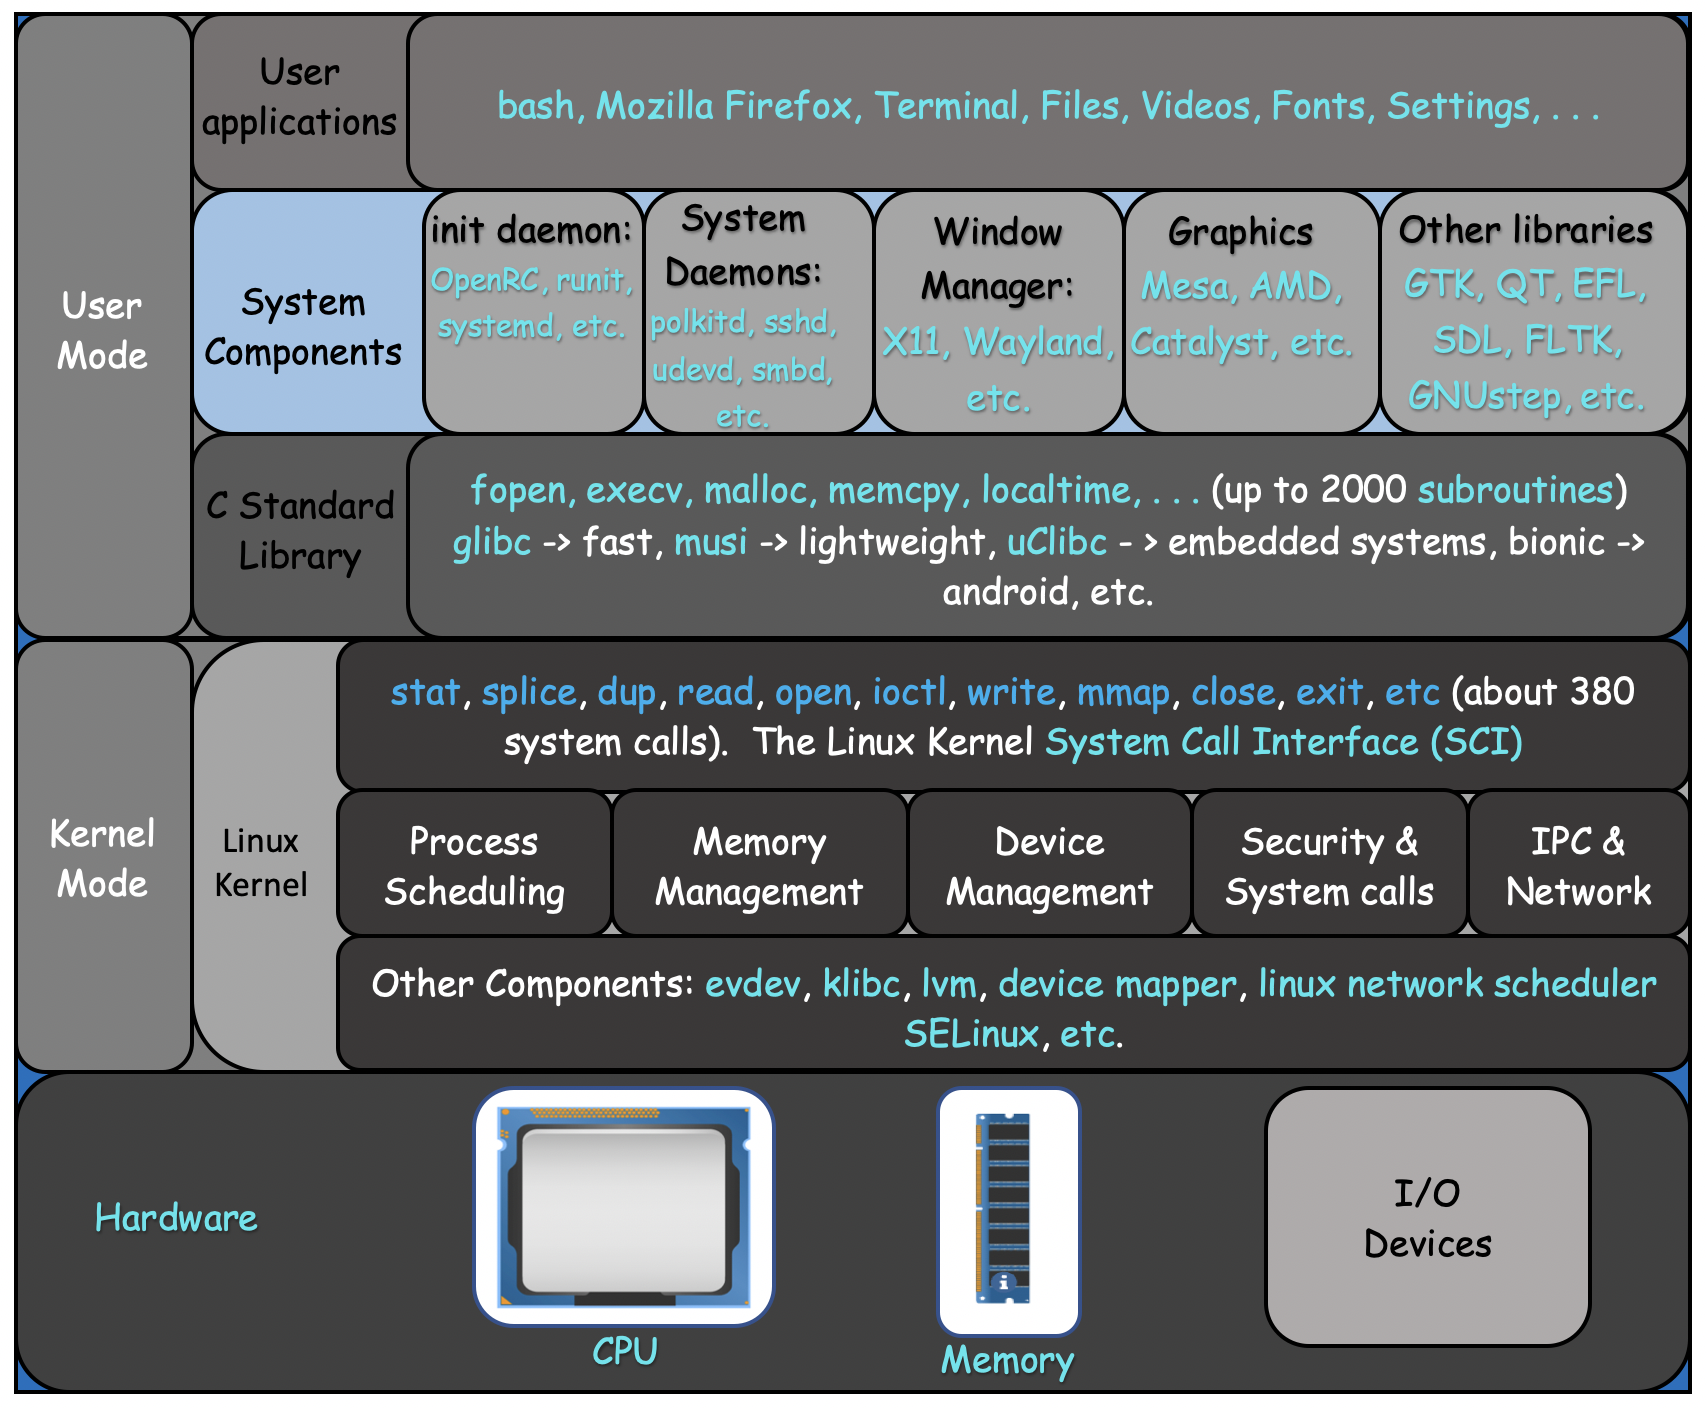 User
applications
bash, Mozilla Firefox, Terminal, Files, Videos, Fonts, Settings, . . .
User
Mode
System
Components
init daemon:
OpenRC, runit,
systemd, etc.
System
Daemons:
polkitd, sshd,
udevd, smbd,
etc.
Window
Manager:
X11, Wayland,
etc.
Graphics
Mesa, AMD,
Catalyst, etc.
Other libraries
GTK, QT, EFL,
SDL, FLTK,
GNUstep, etc.
C Standard
Library
fopen, execv, malloc, memcpy, localtime, . . . (up to 2000 subroutines)
glibc -> fast, musi -> lightweight, uClibc - > embedded systems, bionic ->
android, etc.
Kernel
Mode
Linux
Kernel
stat, splice, dup, read, open, ioctl, write, mmap, close, exit, etc (about 380
system calls).  The Linux Kernel System Call Interface (SCI)
Process
Scheduling
Memory
Management
Device
Management
Security &
System calls
IPC &
Network
Other Components: evdev, klibc, lvm, device mapper, linux network scheduler
SELinux, etc.
Hardware
CPU
i
Memory
I/O
Devices